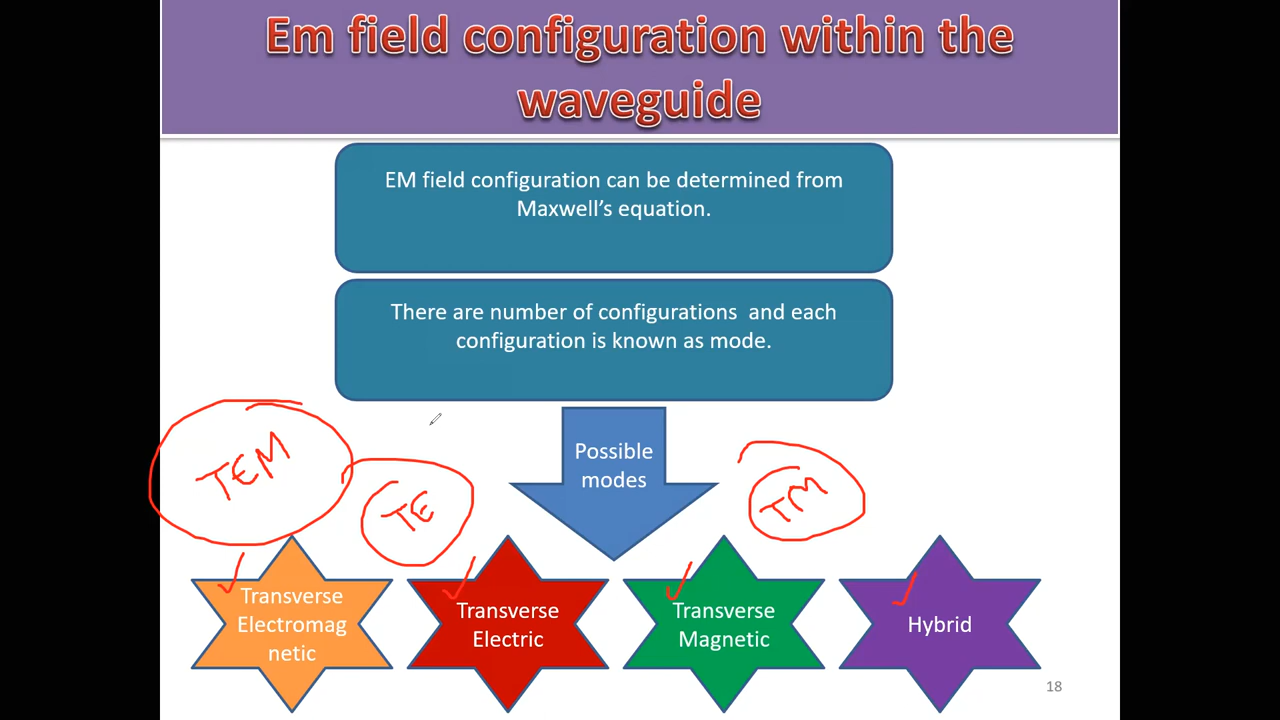 Em field configuration within the
waveguide
EM field configuration can be determined from
Maxwell’s equation.
There are number of configurations and each
configuration is known as mode.
Possible
modes
TEM
TE
TM
Transverse
Electromag
netic
Transverse
Electric
Transverse
Magnetic
Hybrid
18